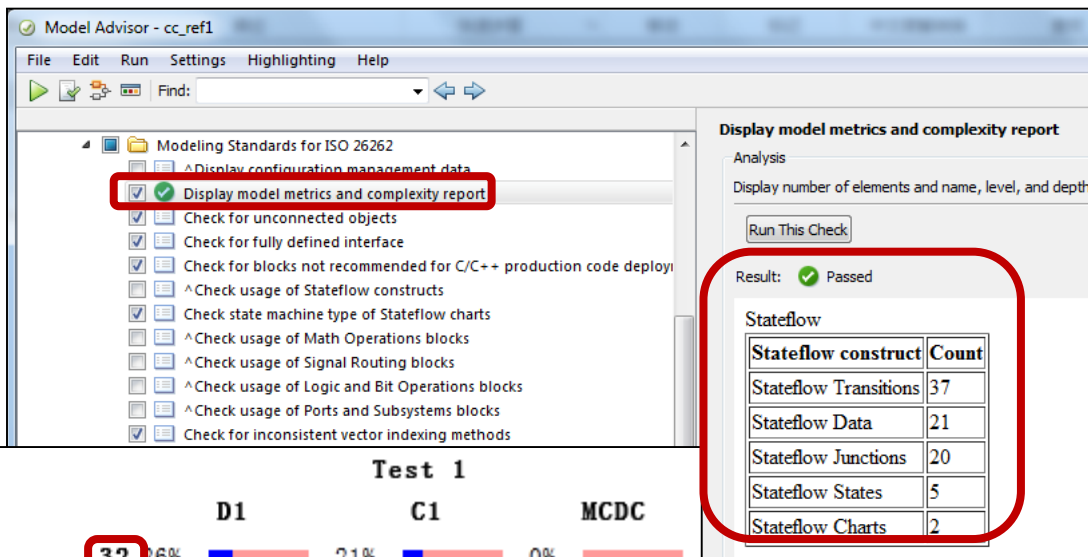 Model Advisor - cc_ref1
File Edit Run Settings Highlighting Help
Find:
Modeling Standards for ISO 26262
^Display configuration management data
Display model metrics and complexity report
Check for unconnected objects
Check for fully defined interface
Check for blocks not recommended for C/C++ production code deploy
^Check usage of Stateflow constructs
Check state machine type of Stateflow charts
^Check usage of Math Operations blocks
^Check usage of Signal Routing blocks
^Check usage of Logic and Bit Operations blocks
^Check usage of Ports and Subsystems blocks
Check for inconsistent vector indexing methods
Display model metrics and complexity report
Analysis
Display number of elements and name, level, and depth
Run This Check
Result: Passed
Stateflow
Stateflow construct Count
Stateflow Transitions 37
Stateflow Data 21
Stateflow Junctions 20
Stateflow States 5
Stateflow Charts 2
Test 1
D1 C1 MCDC
32 26% 21% 0%